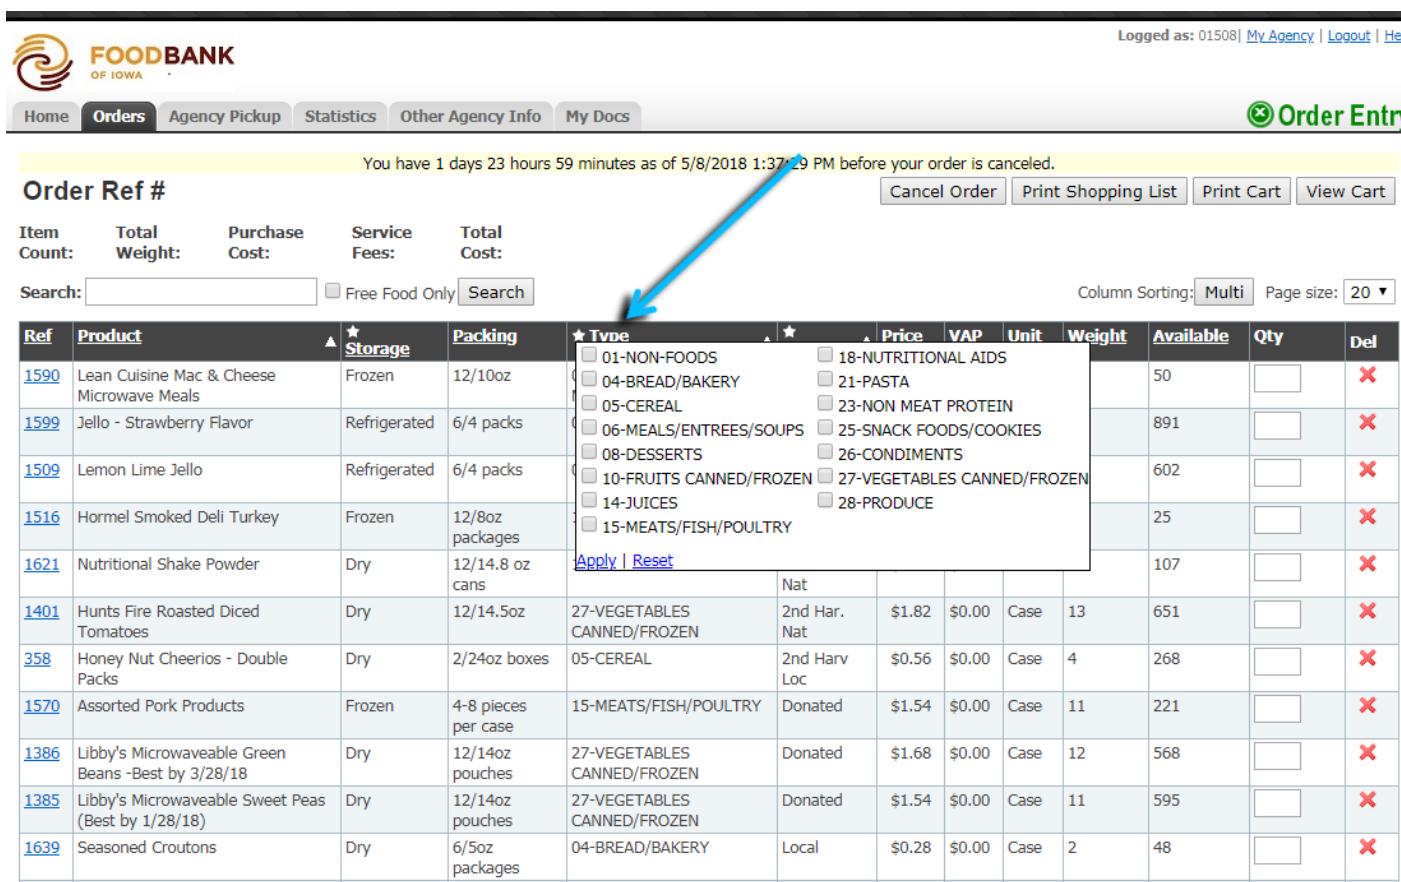 Logged as: 01508| My Agency | Logout | He
FOODBANK
OF IOWA
Home Orders Agency Pickup Statistics Other Agency Info My Docs
Order Entry
You have 1 days 23 hours 59 minutes as of 5/8/2018 1:37:29 PM before your order is canceled.
Order Ref #
Cancel Order Print Shopping List Print Cart View Cart
Item Count: Total Weight: Purchase Cost: Service Fees: Total Cost:
Search: Free Food Only Search Column Sorting: Multi Page size: 20
Ref Product Storage Packing Type Price VAP Unit Weight Available Qty Del
01-NON-FOODS 18-NUTRITIONAL AIDS
04-BREAD/BAKERY 21-PASTA
05-CEREAL 23-NON MEAT PROTEIN
06-MEALS/ENTREES/SOUPS 25-SNACK FOODS/COOKIES
08-DESSERTS 26-CONDIMENTS
10-FRUITS CANNED/FROZEN 27-VEGETABLES CANNED/FROZEN
14-JUICES 28-PRODUCE
15-MEATS/FISH/POULTRY
Apply | Reset
1590 Lean Cuisine Mac & Cheese Frozen 12/10oz 50
Microwave Meals
1599 Jello - Strawberry Flavor Refrigerated 6/4 packs 891
1509 Lemon Lime Jello Refrigerated 6/4 packs 602
1516 Hormel Smoked Deli Turkey Frozen 12/8oz 25
packages
1621 Nutritional Shake Powder Dry 12/14.8 oz 107
cans Nat
1401 Hunts Fire Roasted Diced Dry 12/14.5oz 27-VEGETABLES 2nd Har. $1.82 $0.00 Case 13 651
Tomatoes CANNED/FROZEN Nat
358 Honey Nut Cheerios - Double Dry 2/24oz boxes 05-CEREAL 2nd Harv $0.56 $0.00 Case 4 268
Packs Loc
1570 Assorted Pork Products Frozen 4-8 pieces 15-MEATS/FISH/POULTRY Donated $1.54 $0.00 Case 11 221
per case
1386 Libby's Microwaveable Green Dry 12/14oz 27-VEGETABLES Donated $1.68 $0.00 Case 12 568
Beans -Best by 3/28/18 pouches CANNED/FROZEN
1385 Libby's Microwaveable Sweet Peas Dry 12/14oz 27-VEGETABLES Donated $1.54 $0.00 Case 11 595
(Best by 1/28/18) pouches CANNED/FROZEN
1639 Seasoned Croutons Dry 6/5oz 04-BREAD/BAKERY Local $0.28 $0.00 Case 2 48
packages